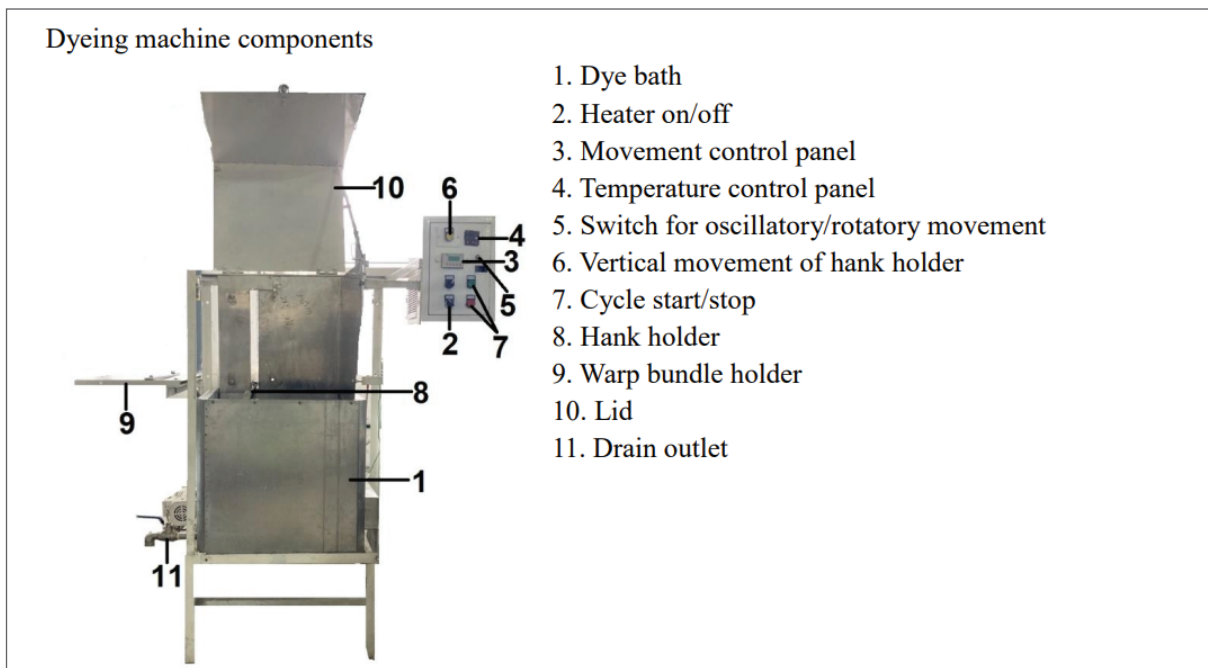 Dyeing machine components
1. Dye bath
2. Heater on/off
3. Movement control panel
4. Temperature control panel
5. Switch for oscillatory/rotatory movement
6. Vertical movement of hank holder
7. Cycle start/stop
8. Hank holder
9. Warp bundle holder
10. Lid
11. Drain outlet
10
6
4
3
5
2
7
8
9
1
11